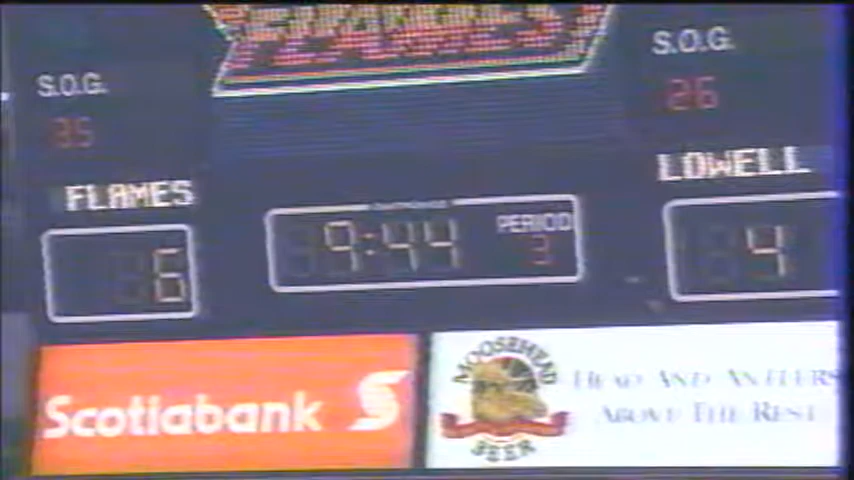 S.O.G.
35
S.O.G.
26
FLAMES
LOWELL
6
9:44
PERIOD
3
4
Scotiabank
MOOSEHEAD
BEER
HEAD AND ANTLERS
ABOVE THE REST